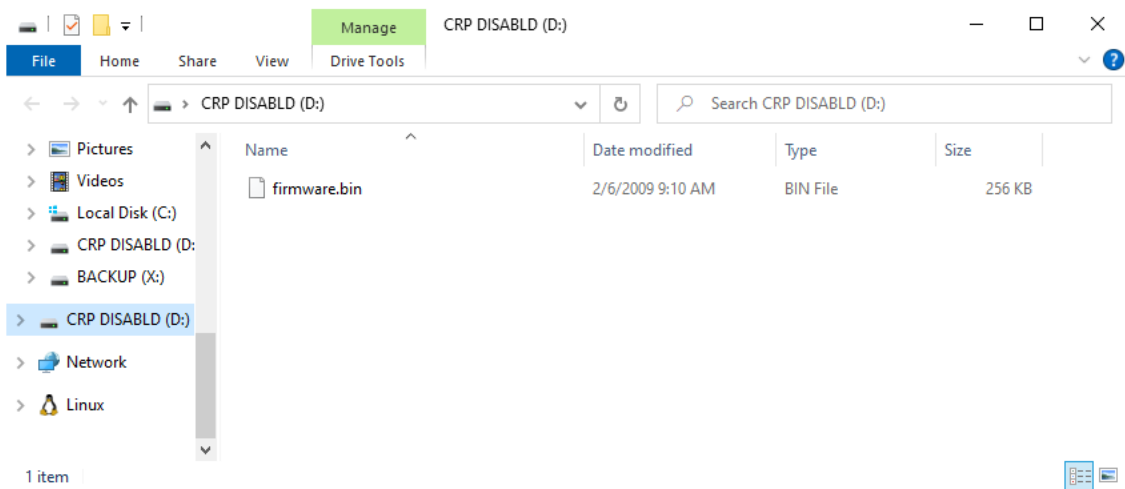 Manage
CRP DISABLD (D:)
File
Home
Share
View
Drive Tools
?
CRP DISABLD (D:)
Search CRP DISABLD (D:)
Pictures
Videos
Local Disk (C:)
CRP DISABLD (D:
BACKUP (X:)
CRP DISABLD (D:)
Network
Linux
Name
Date modified
Type
Size
firmware.bin
2/6/2009 9:10 AM
BIN File
256 KB
1 item